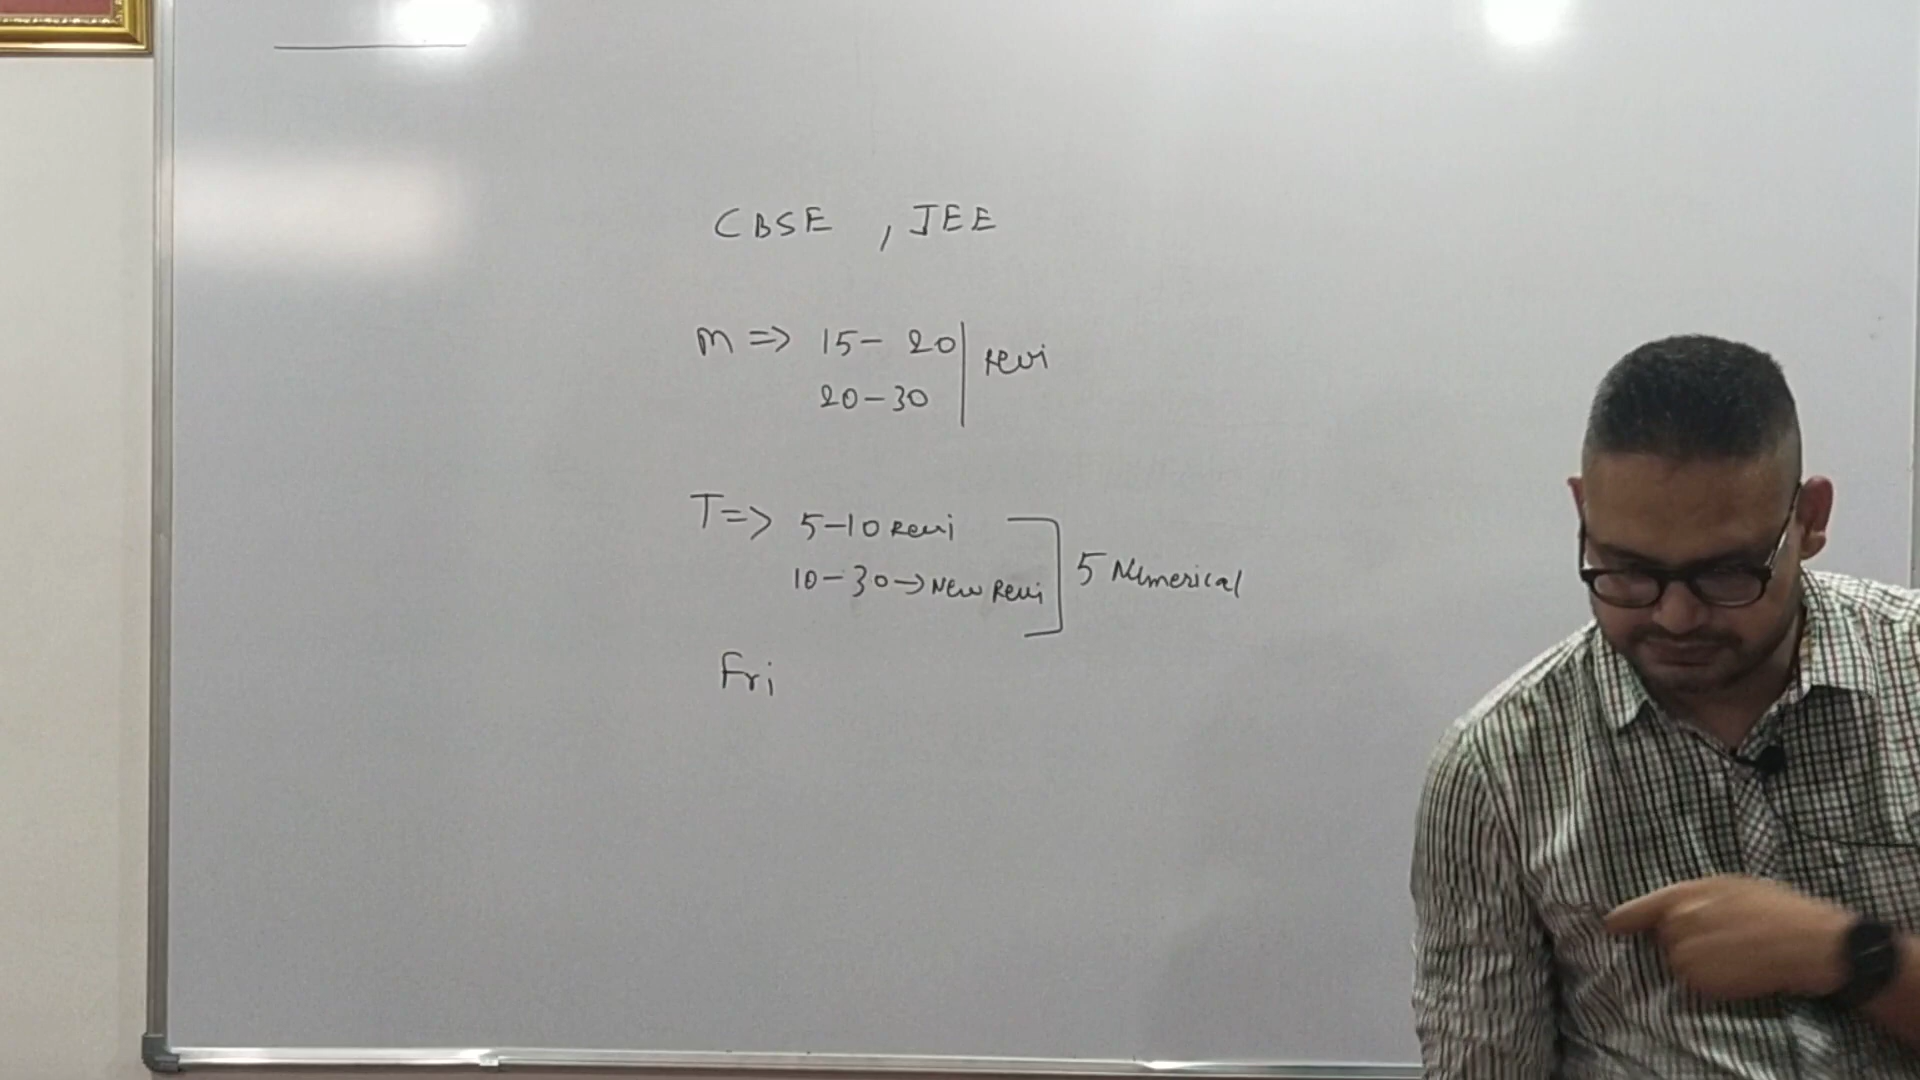 CBSE , JEE
M => 15 - 20 | revi
20 - 30
T => 5-10 Revi
10 - 30 -> New Revi ] 5 Numerical
Fri